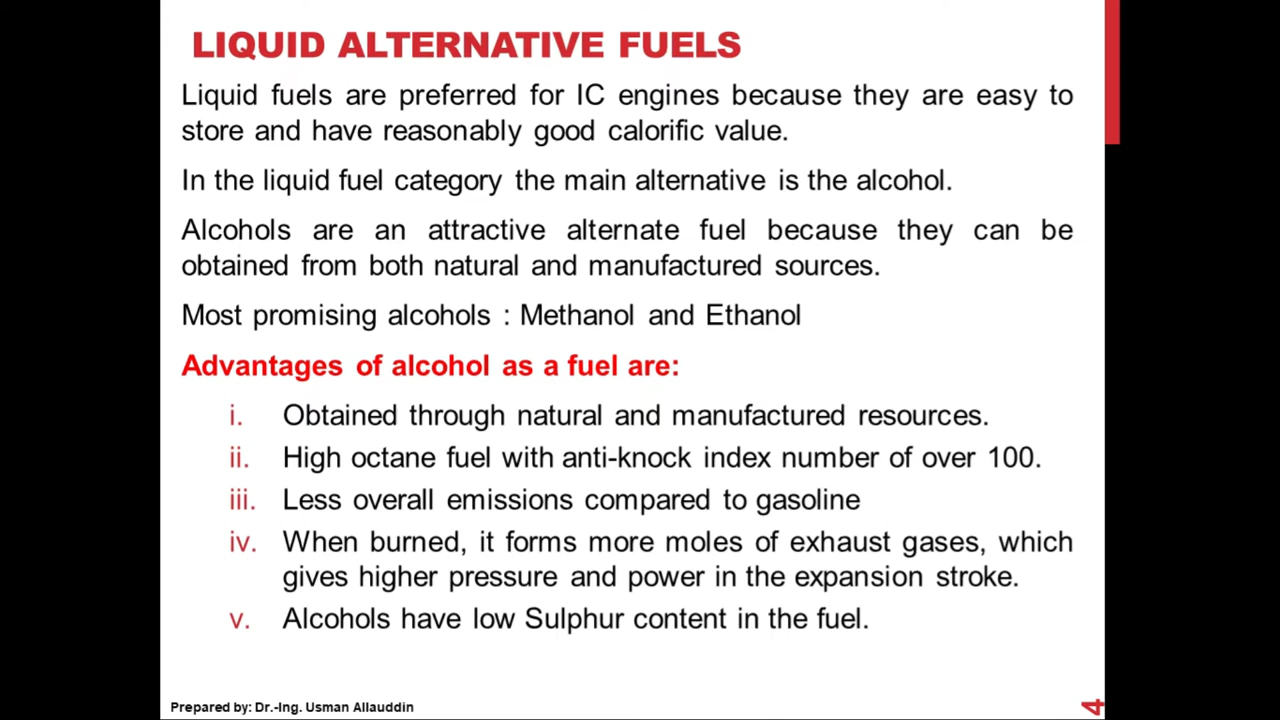 LIQUID ALTERNATIVE FUELS
Liquid fuels are preferred for IC engines because they are easy to
store and have reasonably good calorific value.
In the liquid fuel category the main alternative is the alcohol.
Alcohols are an attractive alternate fuel because they can be
obtained from both natural and manufactured sources.
Most promising alcohols : Methanol and Ethanol
Advantages of alcohol as a fuel are:
i. Obtained through natural and manufactured resources.
ii. High octane fuel with anti-knock index number of over 100.
iii. Less overall emissions compared to gasoline
iv. When burned, it forms more moles of exhaust gases, which
gives higher pressure and power in the expansion stroke.
v. Alcohols have low Sulphur content in the fuel.
Prepared by: Dr.-Ing. Usman Allauddin
4